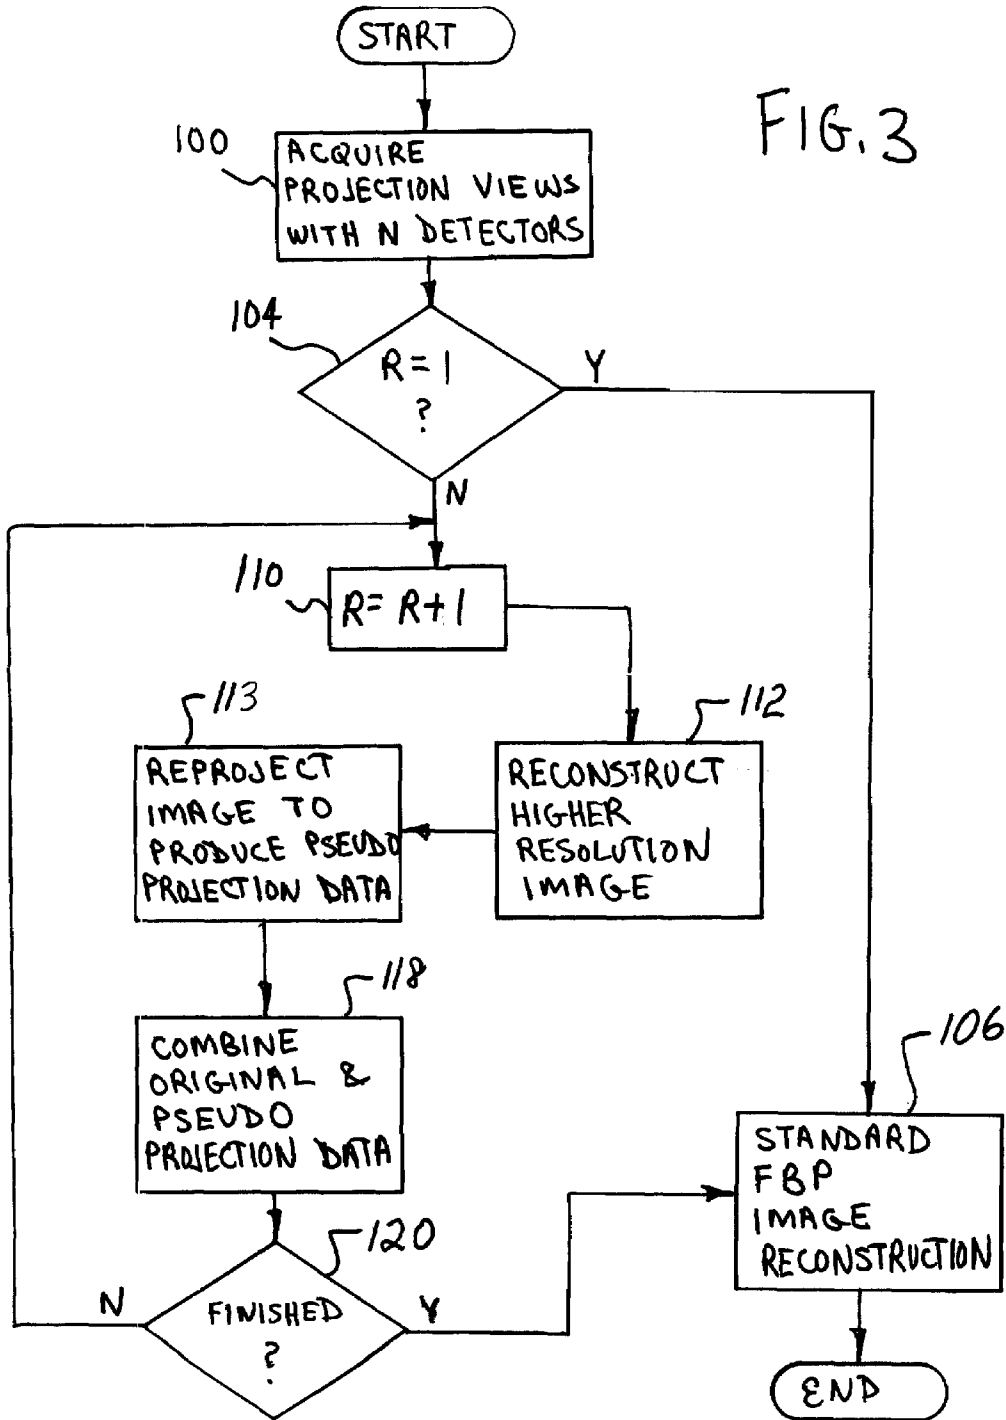 START
FIG. 3
100
ACQUIRE
PROJECTION VIEWS
WITH N DETECTORS
104
R = 1
?
Y
N
110
R = R + 1
113
REPROJECT
IMAGE TO
PRODUCE PSEUDO
PROJECTION DATA
112
RECONSTRUCT
HIGHER
RESOLUTION
IMAGE
118
COMBINE
ORIGINAL &
PSEUDO
PROJECTION DATA
106
STANDARD
FBP
IMAGE
RECONSTRUCTION
120
FINISHED
?
N
Y
END